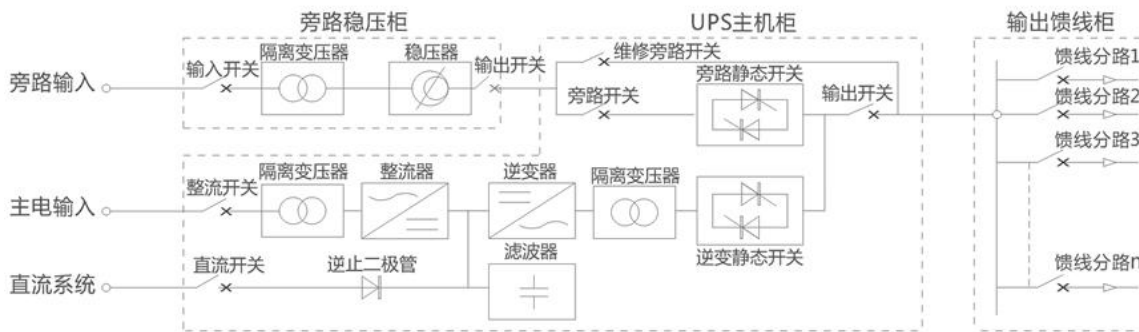 旁路稳压柜
UPS主机柜
输出馈线柜
隔离变压器
稳压器
维修旁路开关
馈线分路1
输入开关
输出开关
旁路静态开关
旁路输入
旁路开关
输出开关
馈线分路2
馈线分路3
隔离变压器
整流器
逆变器
隔离变压器
整流开关
主电输入
滤波器
逆变静态开关
直流开关
逆止二极管
馈线分路n
直流系统